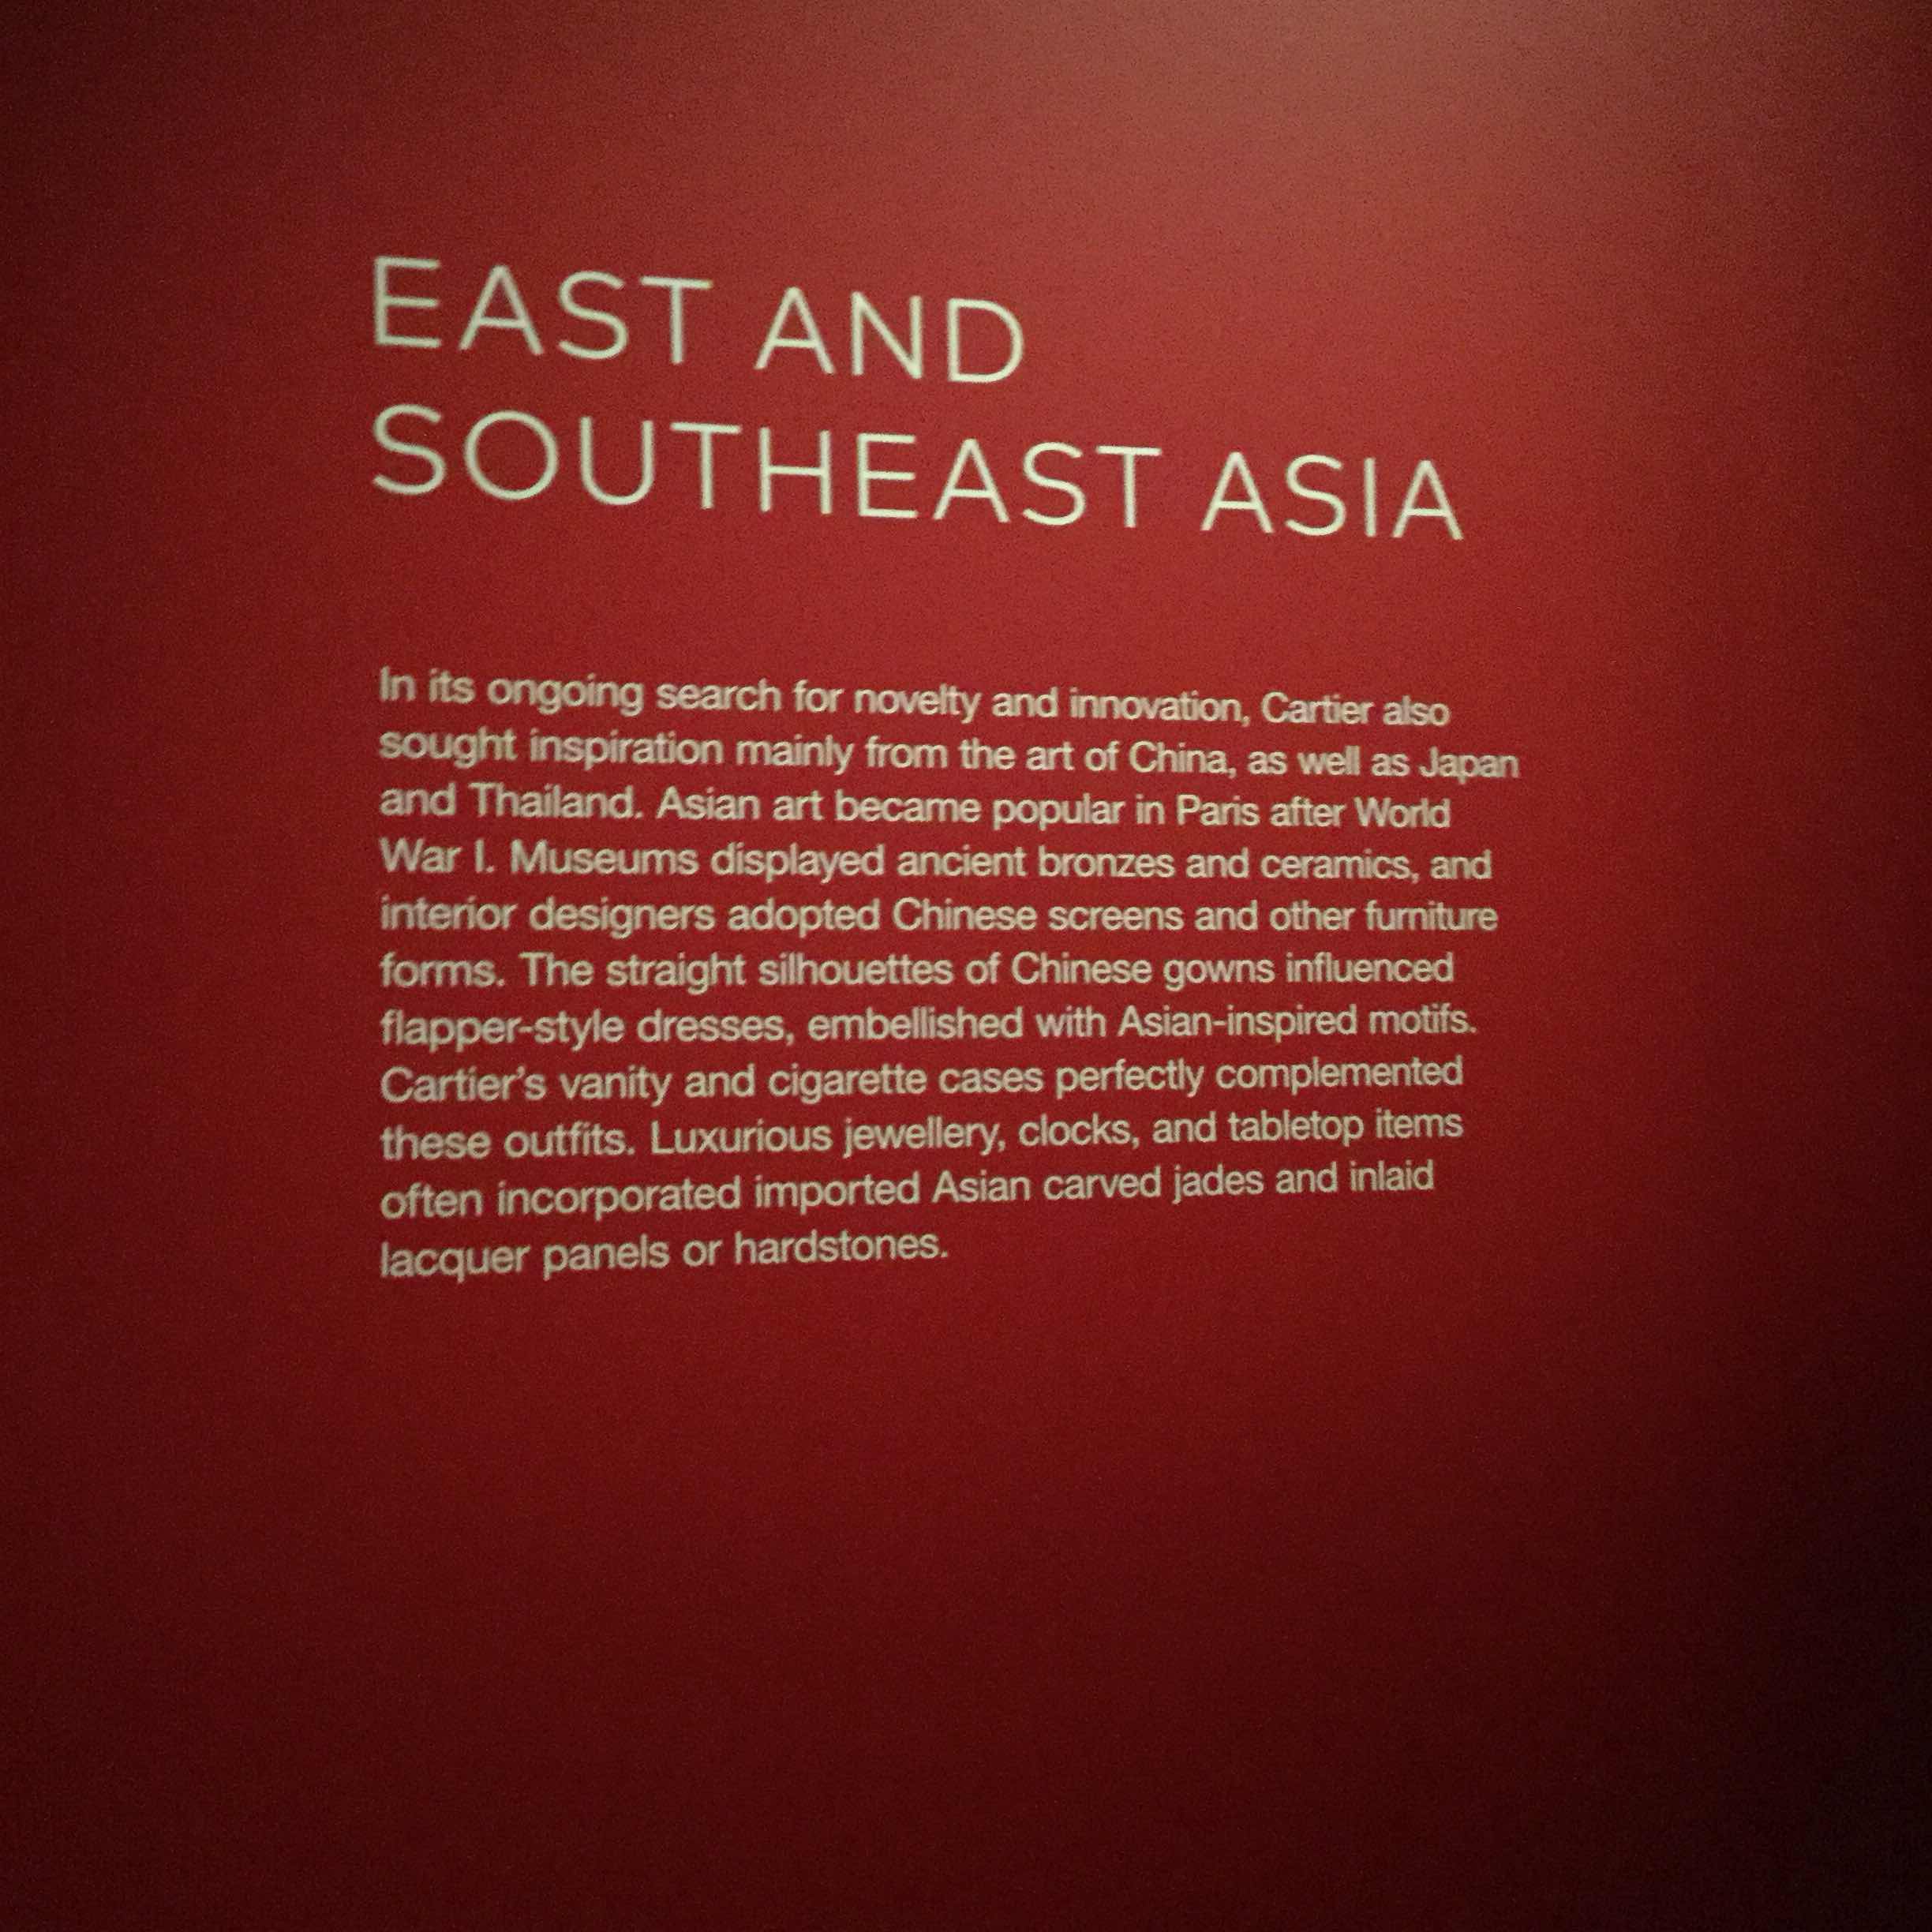 EAST AND
SOUTHEAST ASIA
In its ongoing search for novelty and innovation, Cartier also
sought inspiration mainly from the art of China, as well as Japan
and Thailand. Asian art became popular in Paris after World
War I. Museums displayed ancient bronzes and ceramics, and
interior designers adopted Chinese screens and other furniture
forms. The straight silhouettes of Chinese gowns influenced
flapper-style dresses, embellished with Asian-inspired motifs.
Cartier’s vanity and cigarette cases perfectly complemented
these outfits. Luxurious jewellery, clocks, and tabletop items
often incorporated imported Asian carved jades and inlaid
lacquer panels or hardstones.